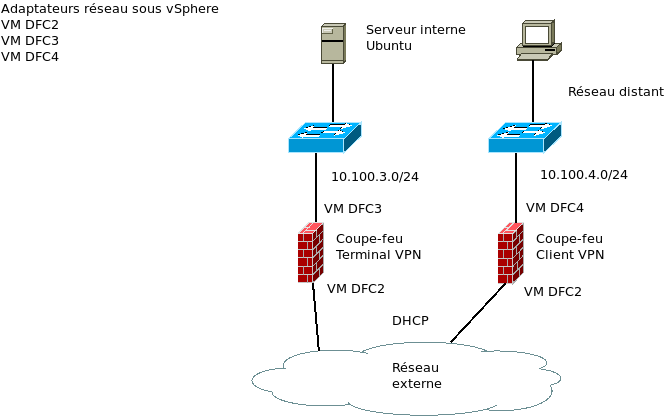 Adaptateurs réseau sous vSphere
VM DFC2
VM DFC3
VM DFC4
Serveur interne
Ubuntu
Réseau distant
10.100.3.0/24
10.100.4.0/24
VM DFC3
VM DFC4
Coupe-feu
Terminal VPN
Coupe-feu
Client VPN
VM DFC2
VM DFC2
DHCP
Réseau
externe